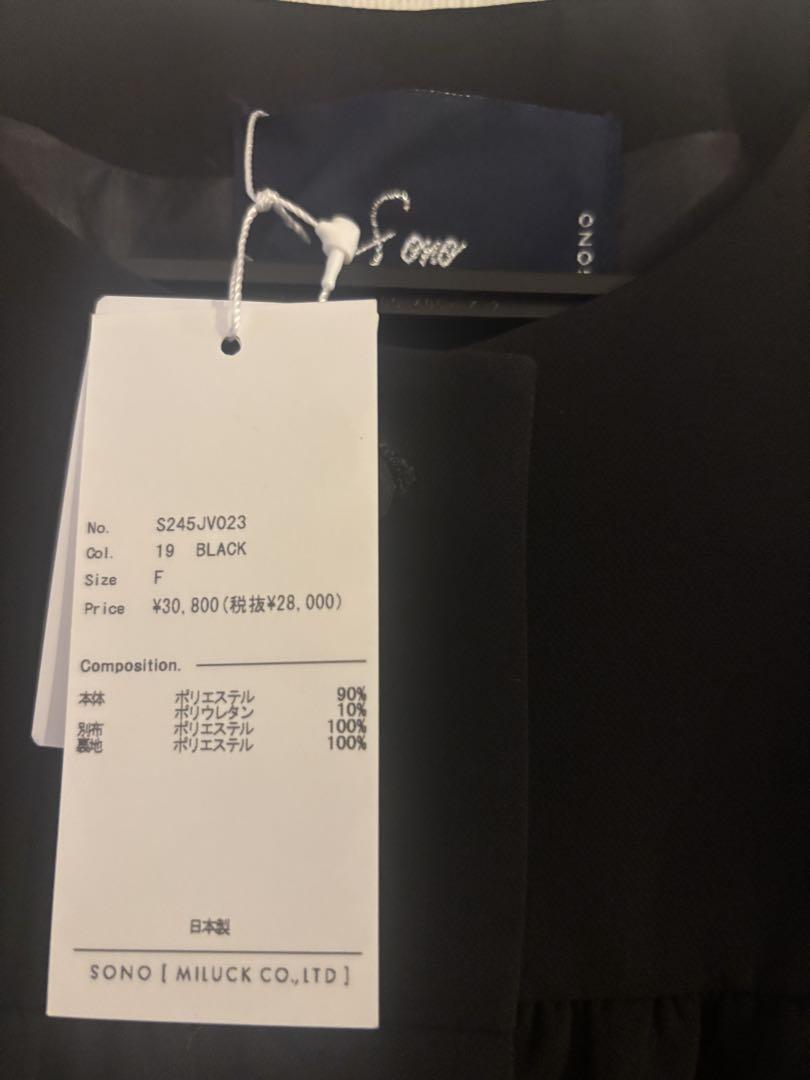 Sono
No. S245JV023
Col. 19 BLACK
Size F
Price ¥30,800(税抜¥28,000)
Composition.
本体 ポリエステル 90%
ポリウレタン 10%
別布 ポリエステル 100%
裏地 ポリエステル 100%
日本製
SONO [ MILUCK CO.,LTD ]